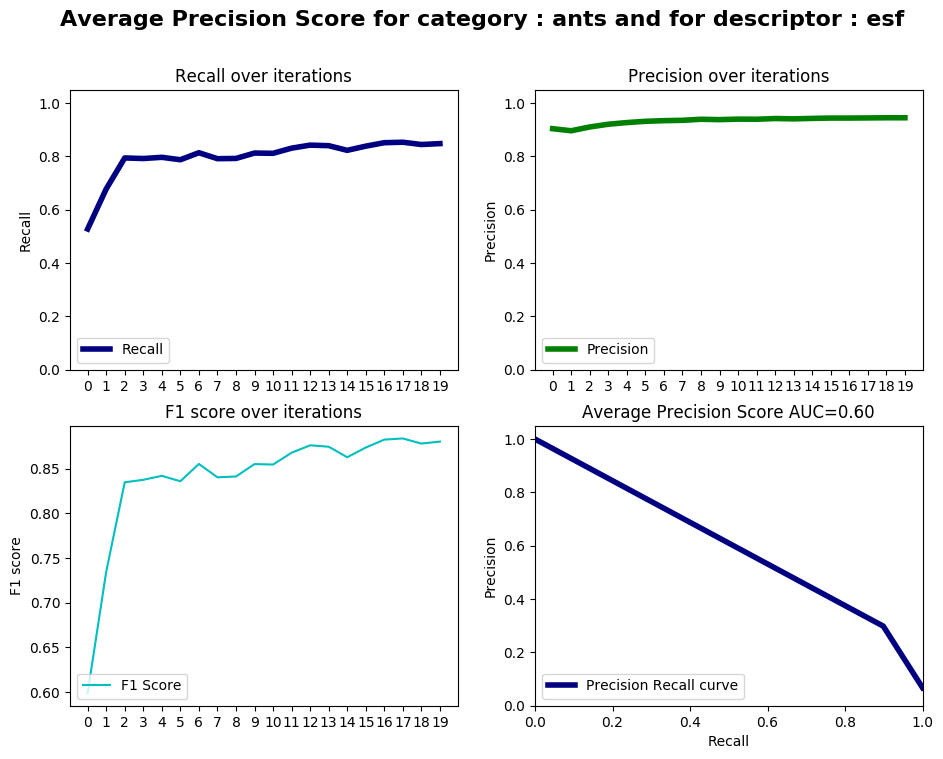 Average Precision Score for category : ants and for descriptor : esf
Recall over iterations
1.0
0.8
0.6
0.4
0.2
0.0
Recall
Recall
0 1 2 3 4 5 6 7 8 9 10 11 12 13 14 15 16 17 18 19
Precision over iterations
1.0
0.8
0.6
0.4
0.2
0.0
Precision
Precision
0 1 2 3 4 5 6 7 8 9 10 11 12 13 14 15 16 17 18 19
F1 score over iterations
0.85
0.80
0.75
0.70
0.65
0.60
F1 score
F1 Score
0 1 2 3 4 5 6 7 8 9 10 11 12 13 14 15 16 17 18 19
Average Precision Score AUC=0.60
1.0
0.8
0.6
0.4
0.2
0.0
Precision
Precision Recall curve
0.0 0.2 0.4 0.6 0.8 1.0
Recall